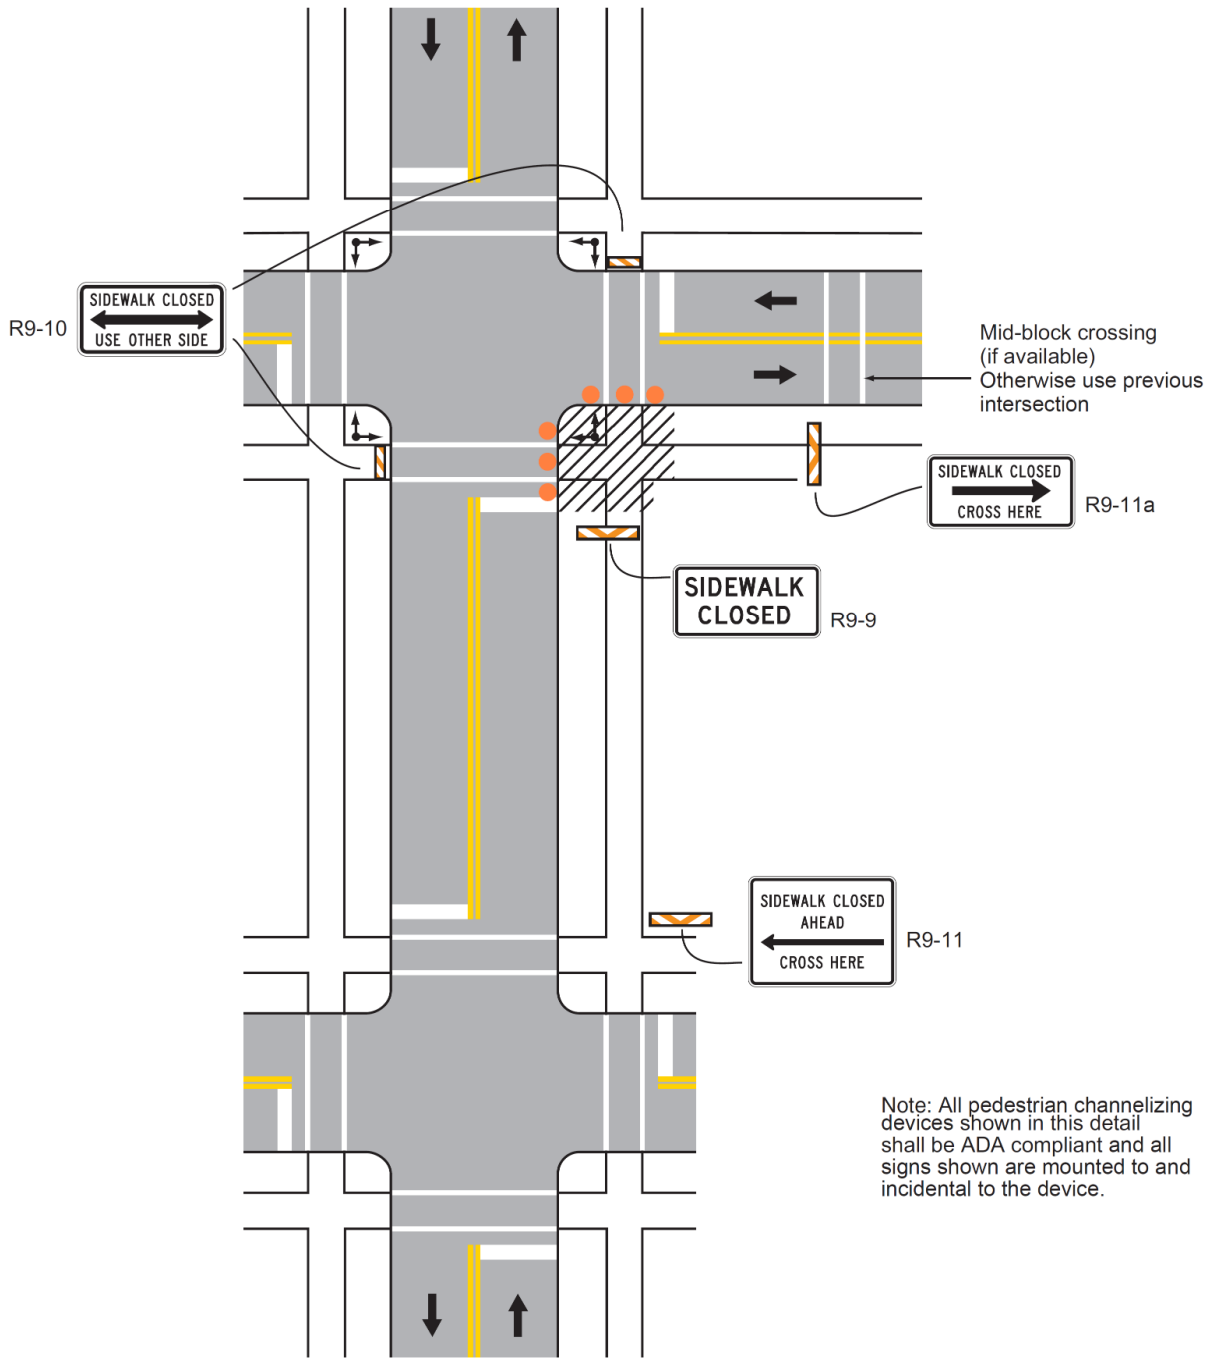 SIDEWALK CLOSED
USE OTHER SIDE
R9-10
Mid-block crossing
(if available)
Otherwise use previous
intersection
SIDEWALK CLOSED
CROSS HERE
R9-11a
SIDEWALK
CLOSED
R9-9
SIDEWALK CLOSED
AHEAD
CROSS HERE
R9-11
Note: All pedestrian channelizing
devices shown in this detail
shall be ADA compliant and all
signs shown are mounted to and
incidental to the device.